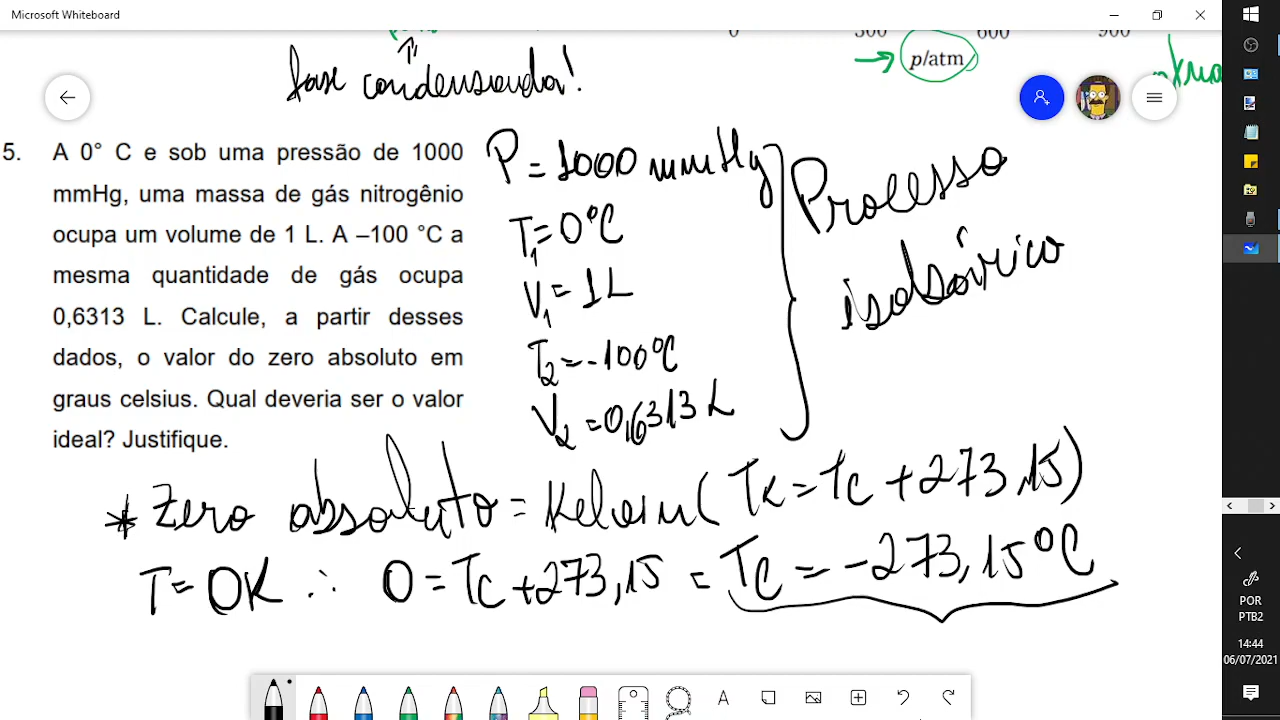 Microsoft Whiteboard
0 300 600 900
p/atm
fase condensanda!
5. A 0° C e sob uma pressão de 1000
mmHg, uma massa de gás nitrogênio
ocupa um volume de 1 L. A –100 °C a
mesma quantidade de gás ocupa
0,6313 L. Calcule, a partir desses
dados, o valor do zero absoluto em
graus celsius. Qual deveria ser o valor
ideal? Justifique.
P = 1000 mmHg
T1 = 0°C
V1 = 1L
T2 = -100°C
V2 = 0,6313 L
Processo
isobárico
* Zero absoluto = Kelvin (TK = TC + 273,15)
T = 0K ∴ 0 = TC + 273,15 = TC = -273,15°C
POR
PTB2
14:44
06/07/2021